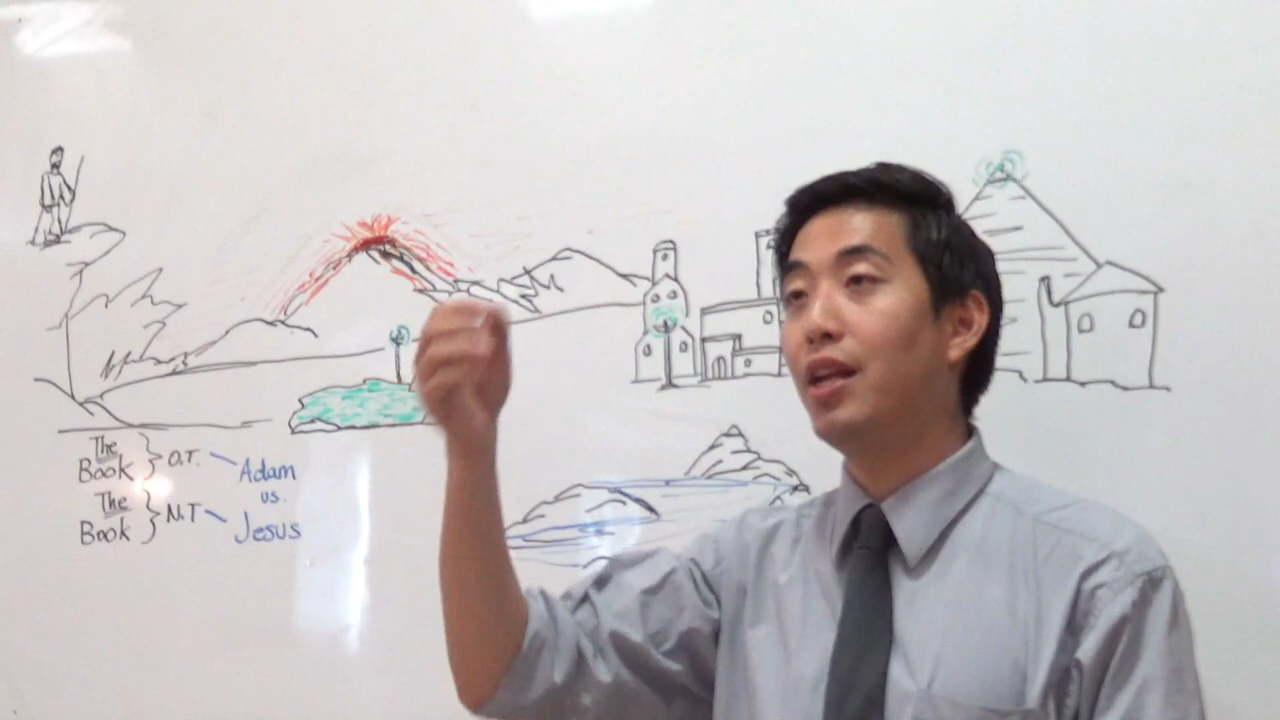 The
Book } O.T. - Adam
vs.
The
Book } N.T - Jesus